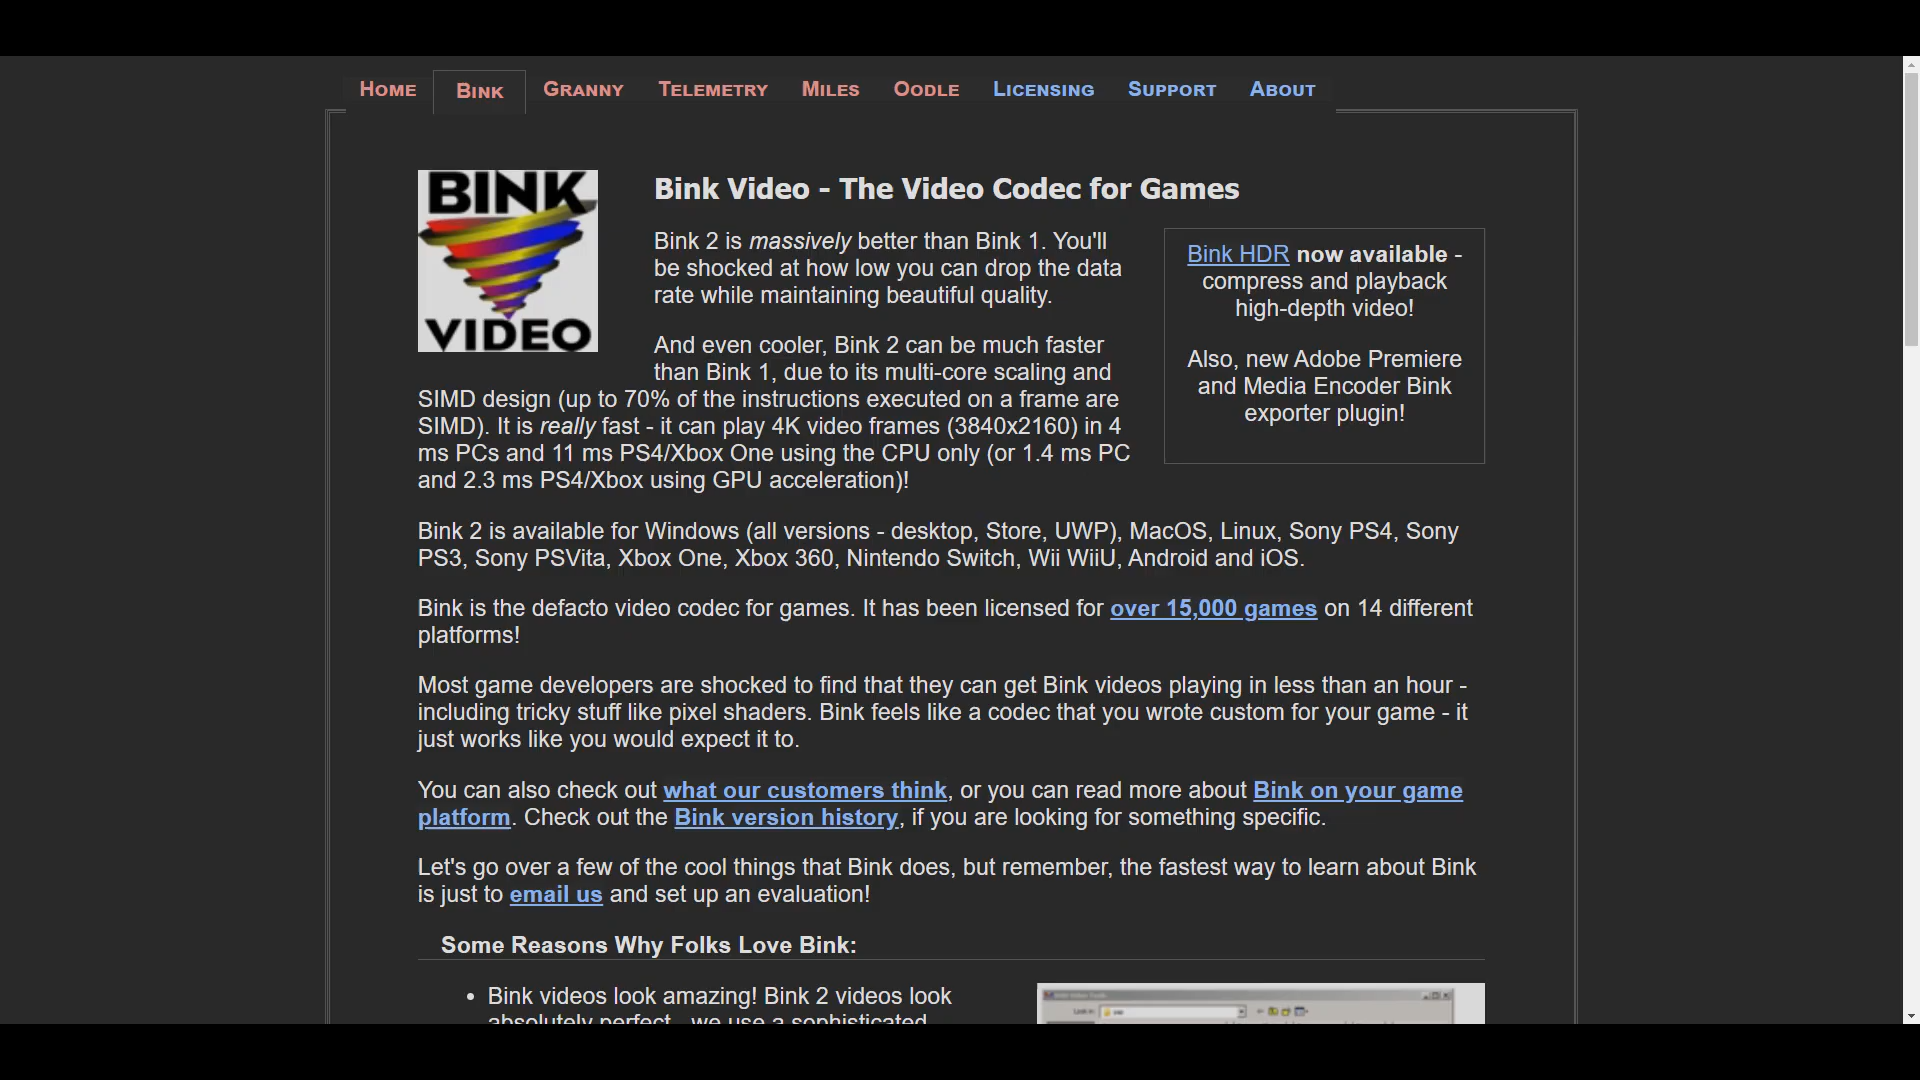 Home Bink Granny Telemetry Miles Oodle Licensing Support About
BINK
VIDEO
Bink Video - The Video Codec for Games
Bink 2 is massively better than Bink 1. You'll
be shocked at how low you can drop the data
rate while maintaining beautiful quality.
And even cooler, Bink 2 can be much faster
than Bink 1, due to its multi-core scaling and
SIMD design (up to 70% of the instructions executed on a frame are
SIMD). It is really fast - it can play 4K video frames (3840x2160) in 4
ms PCs and 11 ms PS4/Xbox One using the CPU only (or 1.4 ms PC
and 2.3 ms PS4/Xbox using GPU acceleration)!
Bink HDR now available -
compress and playback
high-depth video!
Also, new Adobe Premiere
and Media Encoder Bink
exporter plugin!
Bink 2 is available for Windows (all versions - desktop, Store, UWP), MacOS, Linux, Sony PS4, Sony
PS3, Sony PSVita, Xbox One, Xbox 360, Nintendo Switch, Wii WiiU, Android and iOS.
Bink is the defacto video codec for games. It has been licensed for over 15,000 games on 14 different
platforms!
Most game developers are shocked to find that they can get Bink videos playing in less than an hour -
including tricky stuff like pixel shaders. Bink feels like a codec that you wrote custom for your game - it
just works like you would expect it to.
You can also check out what our customers think, or you can read more about Bink on your game
platform. Check out the Bink version history, if you are looking for something specific.
Let's go over a few of the cool things that Bink does, but remember, the fastest way to learn about Bink
is just to email us and set up an evaluation!
Some Reasons Why Folks Love Bink:
• Bink videos look amazing! Bink 2 videos look
absolutely perfect - we use a sophisticated